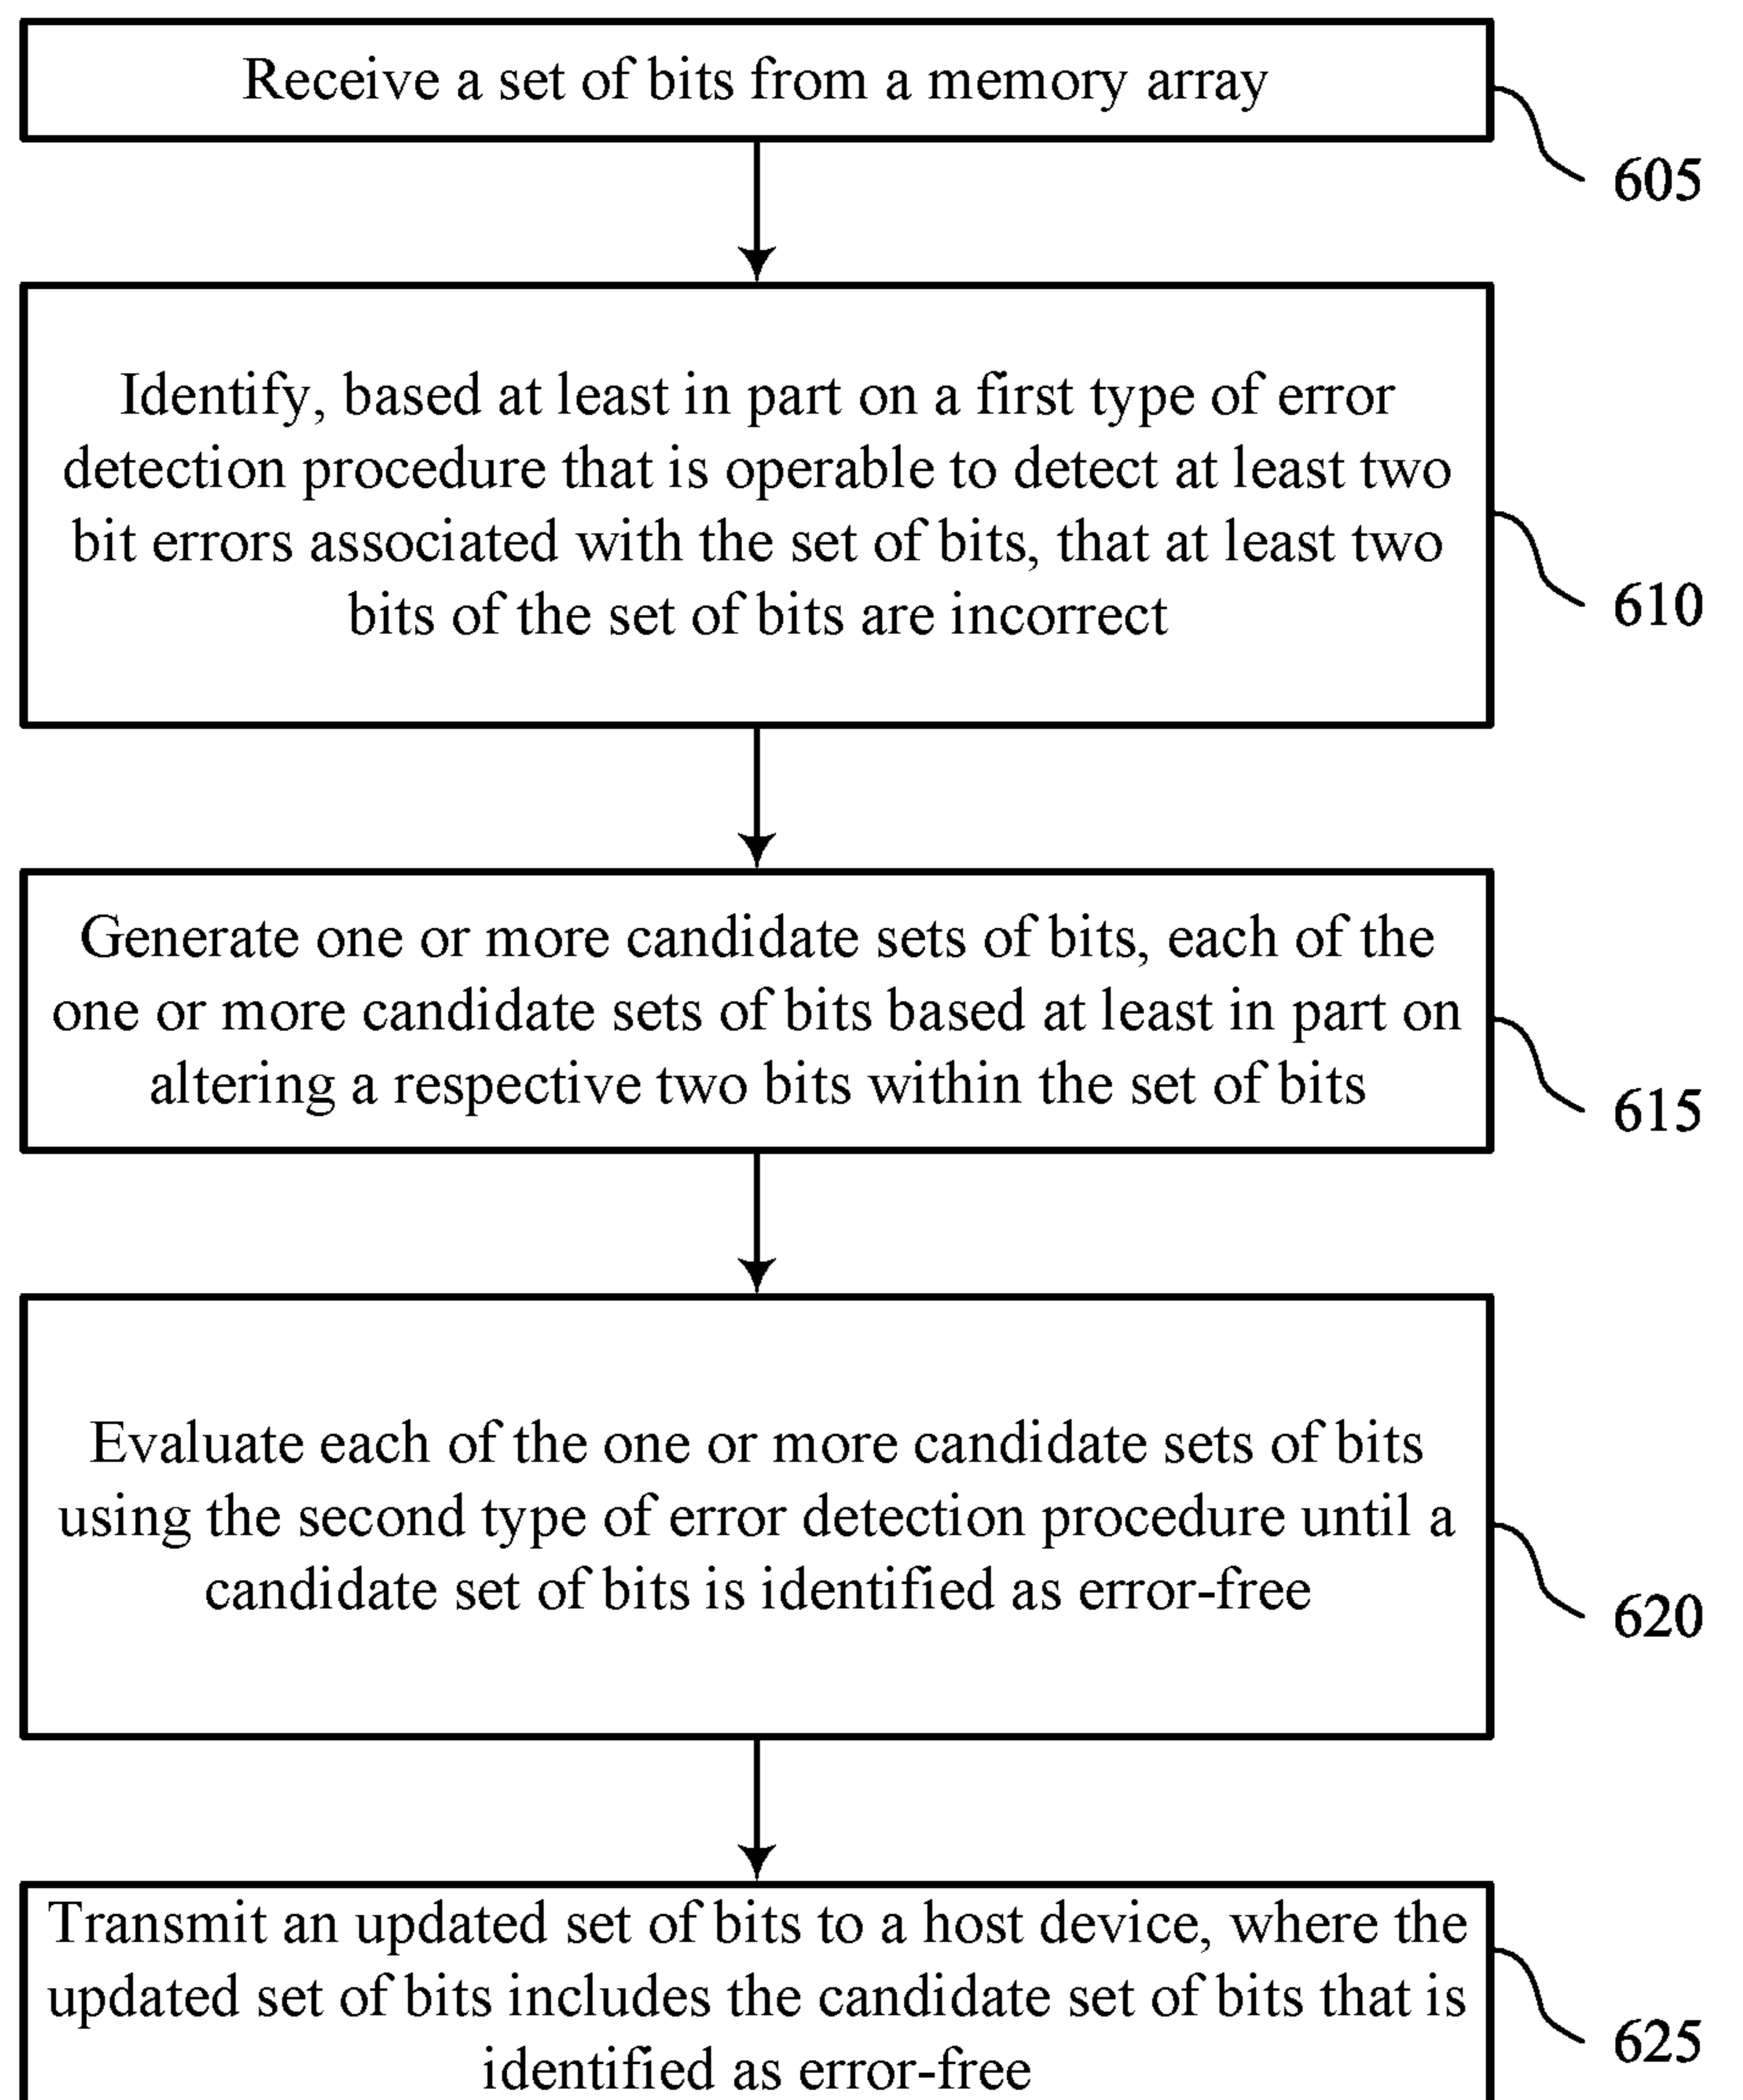 Receive a set of bits from a memory array
605
Identify, based at least in part on a first type of error
detection procedure that is operable to detect at least two
bit errors associated with the set of bits, that at least two
bits of the set of bits are incorrect
610
Generate one or more candidate sets of bits, each of the
one or more candidate sets of bits based at least in part on
altering a respective two bits within the set of bits
615
Evaluate each of the one or more candidate sets of bits
using the second type of error detection procedure until a
candidate set of bits is identified as error-free
620
Transmit an updated set of bits to a host device, where the
updated set of bits includes the candidate set of bits that is
identified as error-free
625